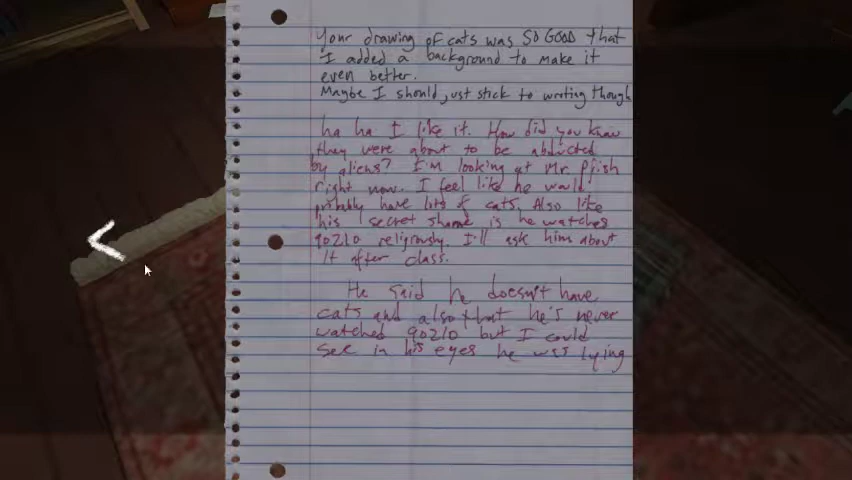 Your drawing of cats was SO GOOD that
I added a background to make it
even better.
Maybe I should just stick to writing though
ha ha I like it. How did you know
they were about to be abducted
by aliens? I'm looking at Mr. Pfish
right now. I feel like he would
probably have lots of cats. Also like
his secret shame is he watches
90210 religiously. I'll ask him about
it after class.
He said he doesn't have
cats and also that he's never
watched 90210 but I could
see in his eyes he was lying